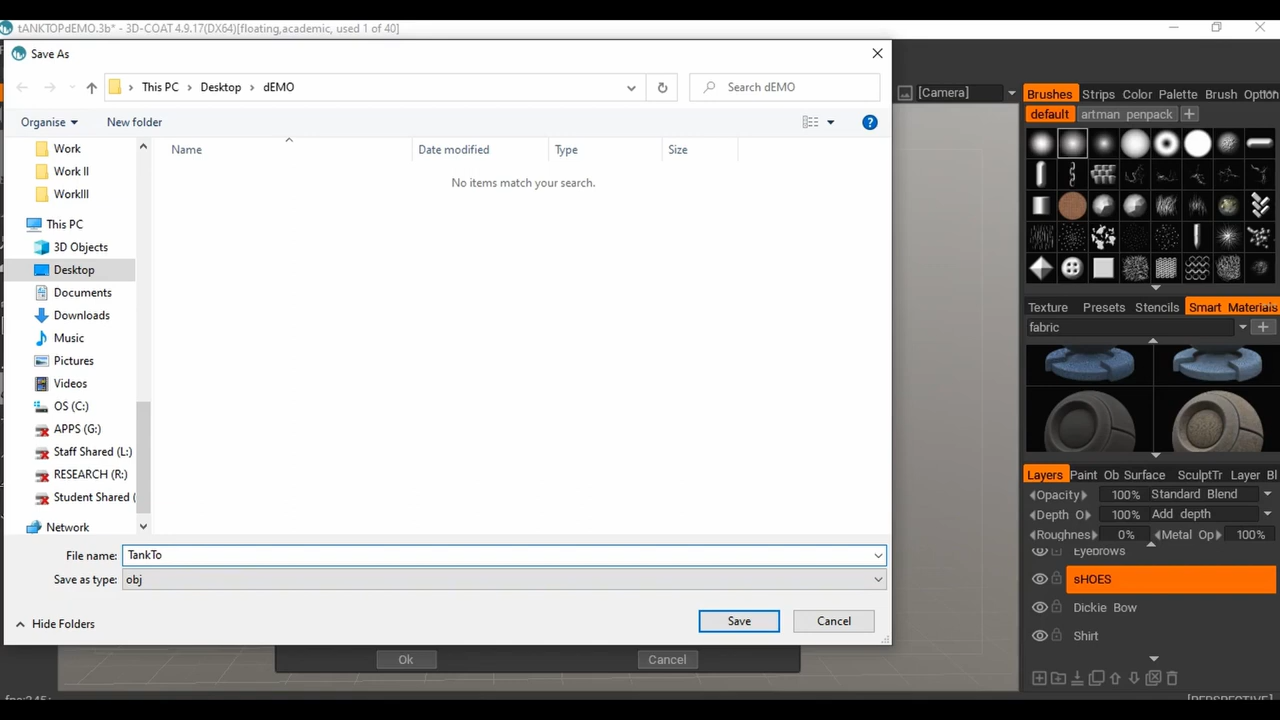 tANKTOPdEMO.3b* - 3D-COAT 4.9.17(DX64)[floating,academic, used 1 of 40]
Save As
This PC > Desktop > dEMO
Search dEMO
[Camera]
Organise
New folder
Name
Date modified
Type
Size
No items match your search.
Work
Work II
WorkIII
This PC
3D Objects
Desktop
Documents
Downloads
Music
Pictures
Videos
OS (C:)
APPS (G:)
Staff Shared (L:)
RESEARCH (R:)
Student Shared (
Network
File name: TankTo
Save as type: obj
Hide Folders
Save
Cancel
Ok
Cancel
Brushes Strips Color Palette Brush
default artman penpack
Texture Presets Stencils Smart Materials
fabric
Layers Paint Ob Surface SculptTr Layer Bl
Opacity 100% Standard Blend
Depth O 100% Add depth
Roughness 0% Metal Op 100%
Eyebrows
sHOES
Dickie Bow
Shirt